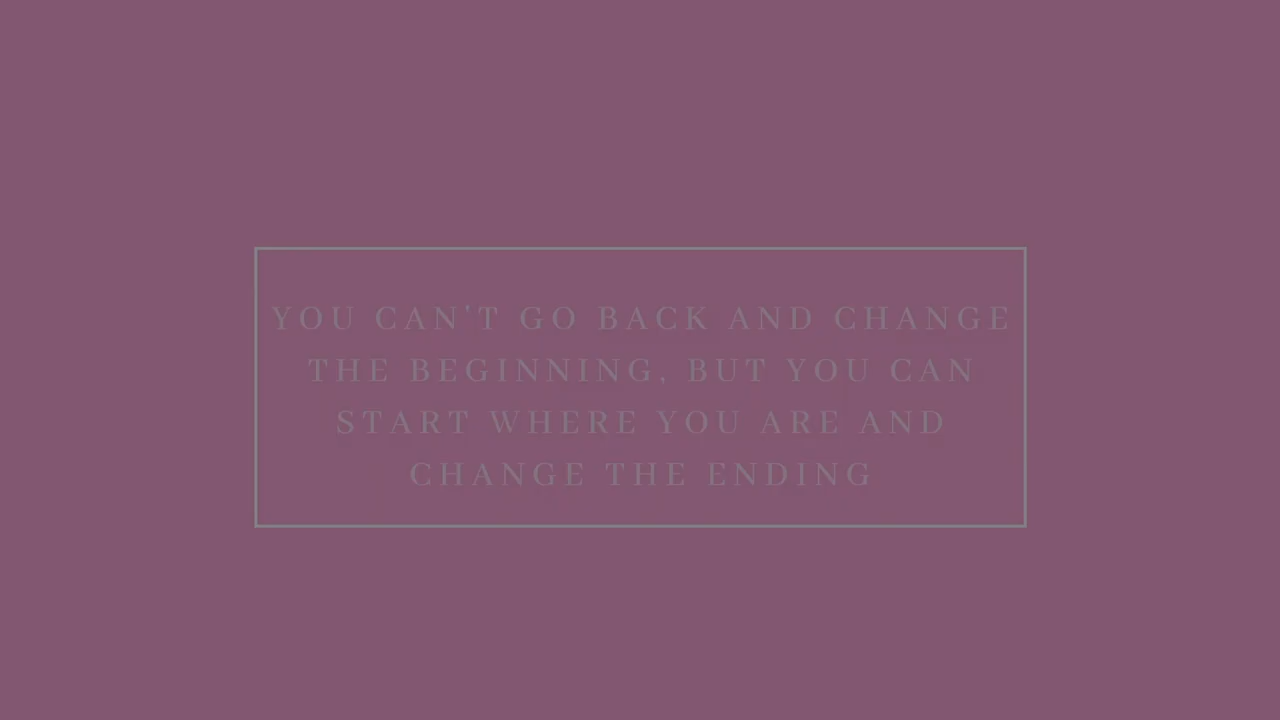 YOU CAN'T GO BACK AND CHANGE
THE BEGINNING, BUT YOU CAN
START WHERE YOU ARE AND
CHANGE THE ENDING